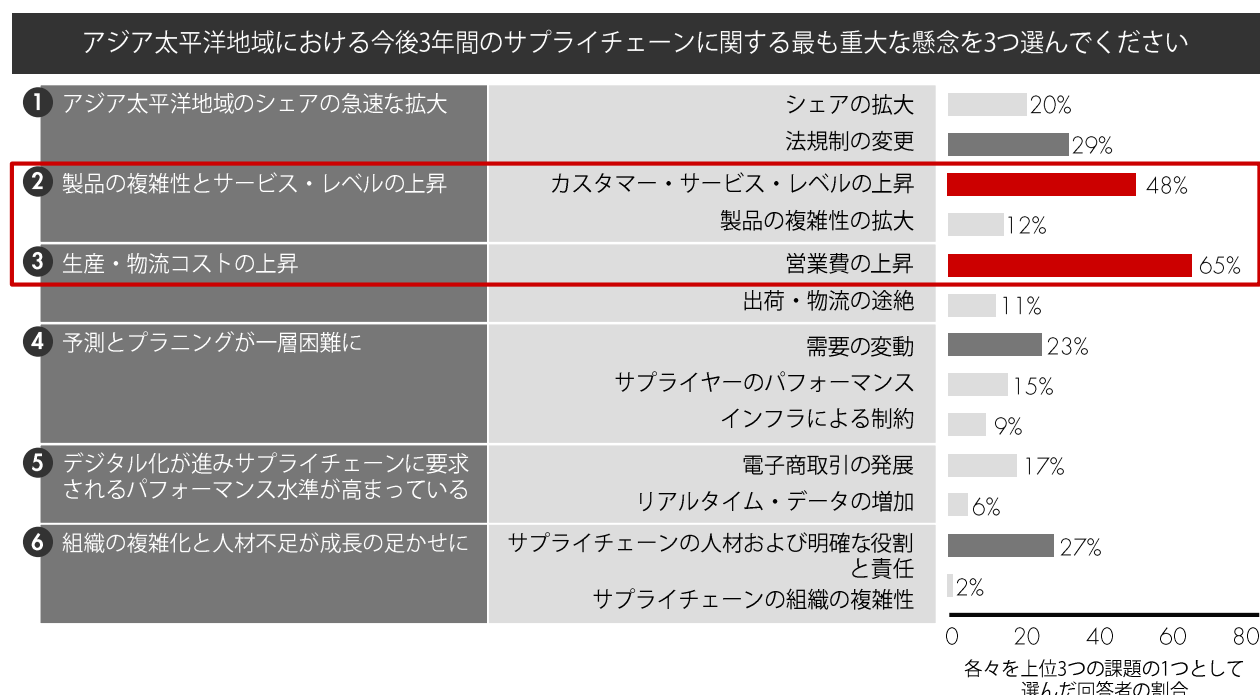 アジア太平洋地域における今後3年間のサプライチェーンに関する最も重大な懸念を3つ選んでください
1 アジア太平洋地域のシェアの急速な拡大
シェアの拡大 20%
法規制の変更 29%
2 製品の複雑性とサービス・レベルの上昇
カスタマー・サービス・レベルの上昇 48%
製品の複雑性の拡大 12%
3 生産・物流コストの上昇
営業費の上昇 65%
出荷・物流の途絶 11%
4 予測とプラニングが一層困難に
需要の変動 23%
サプライヤーのパフォーマンス 15%
インフラによる制約 9%
5 デジタル化が進みサプライチェーンに要求
されるパフォーマンス水準が高まっている
電子商取引の発展 17%
リアルタイム・データの増加 6%
6 組織の複雑化と人材不足が成長の足かせに
サプライチェーンの人材および明確な役割
と責任 27%
サプライチェーンの組織の複雑性 2%
0 20 40 60 80
各々を上位3つの課題の1つとして
選んだ回答者の割合